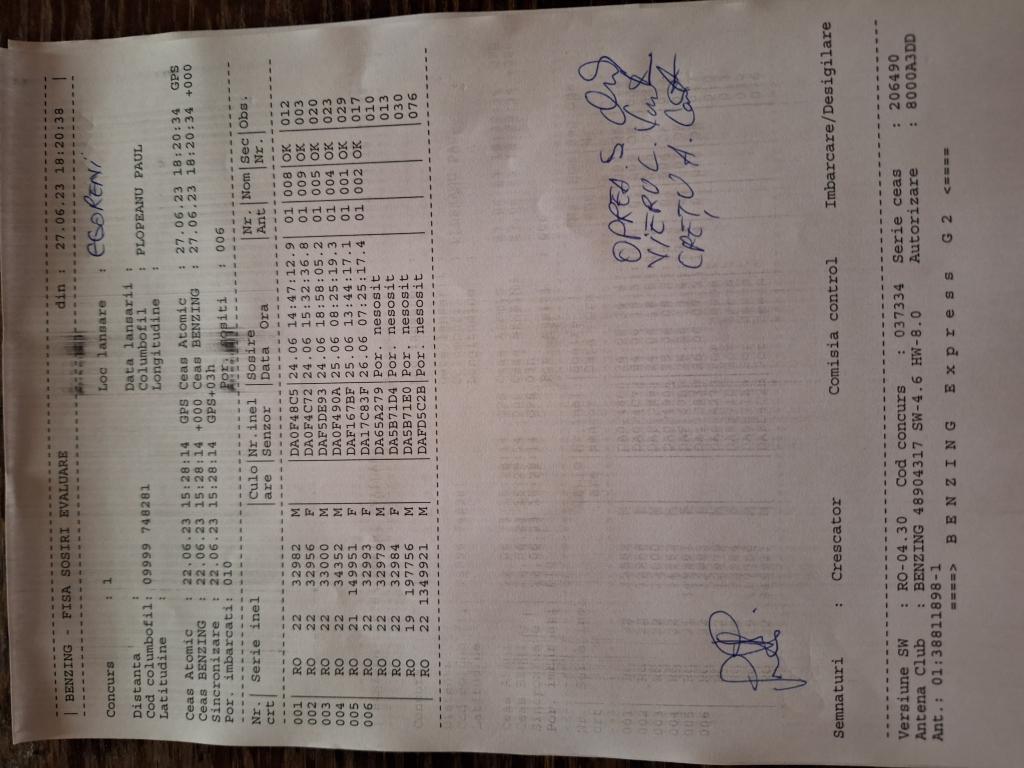 | BENZING - FISA SOSIRI EVALUARE din : 27.06.23 18:20:38 |
Concurs : 1 Loc lansare : EGORENI
Distanta : Data lansarii :
Cod columbofil: 09999 748281 Columbofil : PLOPEANU PAUL
Latitudine : Longitudine :
Ceas Atomic : 22.06.23 15:28:14 GPS Ceas Atomic : 27.06.23 18:20:34 GPS
Ceas BENZING : 22.06.23 15:28:14 +000 Ceas BENZING : 27.06.23 18:20:34 +000
Sincronizare : 22.06.23 15:28:14 GPS+03h
Por. imbarcati: 010 Por. sositi : 006
Nr.| Serie inel |Culo|Nr.inel|Sosire |Nr.|Nom|Sec|Obs.
crt |are |Senzor |Data Ora |Ant| |Nr.|
001 RO 22 32982 M |DA0F48C5|24.06 14:47:12.9 01|008|OK |012
002 RO 22 32956 F |DA0F4C72|24.06 15:32:36.8 01|009|OK |003
003 RO 22 33000 M |DAF5DE93|24.06 18:58:05.2 01|005|OK |020
004 RO 22 34352 M |DA0F490A|25.06 08:25:19.3 01|004|OK |023
005 RO 21 149951 F |DAF167BF|25.06 13:44:17.1 01|001|OK |029
006 RO 22 32993 F |DA17C83F|26.06 07:25:17.4 01|002|OK |017
RO 22 32979 M |DA65A279|Por. nesosit |010
RO 22 32984 F |DA5B71D4|Por. nesosit |013
RO 19 197756 M |DA5B71E0|Por. nesosit |030
RO 22 1349921 M |DAFD5C2B|Por. nesosit |076
OPREA. S
VIERU C.
CREȚU A.
Semnaturi : Crescator Comisia control Imbarcare/Desigilare
Versiune SW : RO-04.30 Cod concurs : 037334 Serie ceas : 206490
Antena Club : BENZING 48904317 SW-4.6 HW-8.0 Autorizare : 8000A3DD
Ant.: 01:38811898-1
====> B E N Z I N G E X p r e s s G 2 <====